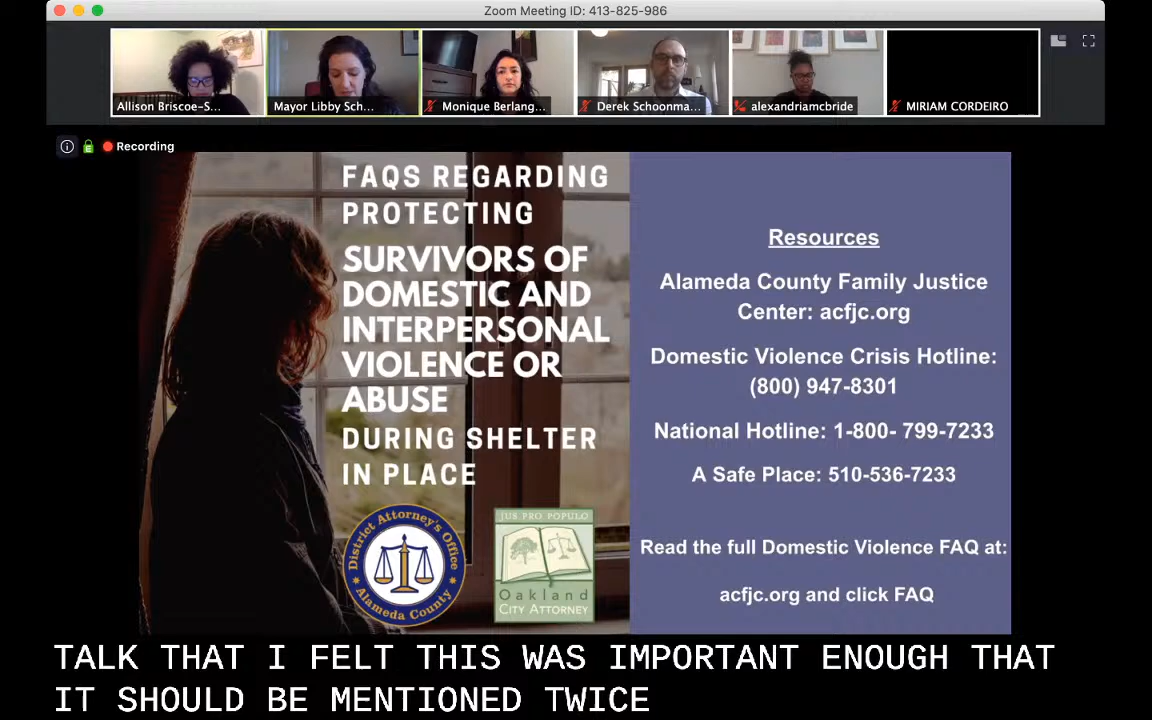 Zoom Meeting ID: 413-825-986
Allison Briscoe–S...
Mayor Libby Sch...
Monique Berlang...
Derek Schoonma...
alexandriamcbride
MIRIAM CORDEIRO
Recording
FAQS REGARDING
PROTECTING
SURVIVORS OF
DOMESTIC AND
INTERPERSONAL
VIOLENCE OR
ABUSE
DURING SHELTER
IN PLACE
District Attorney's Office
Alameda County
JUS PRO POPULO
Oakland
CITY ATTORNEY
Resources
Alameda County Family Justice
Center: acfjc.org
Domestic Violence Crisis Hotline:
(800) 947-8301
National Hotline: 1-800- 799-7233
A Safe Place: 510-536-7233
Read the full Domestic Violence FAQ at:
acfjc.org and click FAQ
TALK THAT I FELT THIS WAS IMPORTANT ENOUGH THAT
IT SHOULD BE MENTIONED TWICE